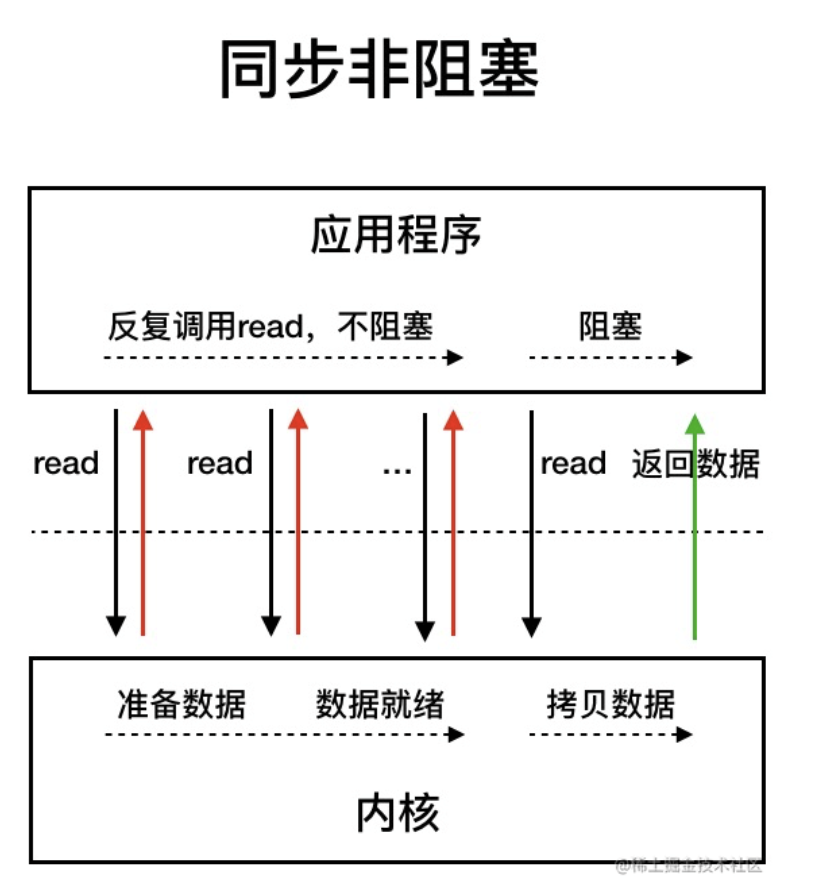 同步非阻塞
应用程序
反复调用read，不阻塞 阻塞
read read ... read 返回数据
准备数据 数据就绪 拷贝数据
内核
@稀土掘金技术社区